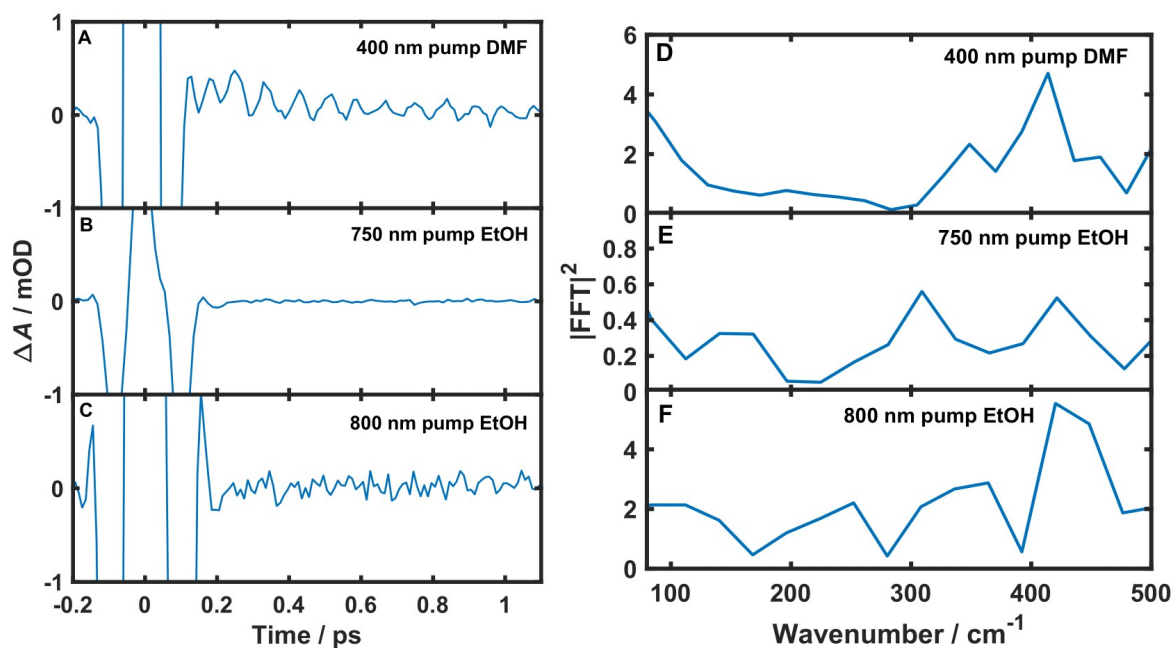 A
400 nm pump DMF
1
0
-1
B
750 nm pump EtOH
0
-1
C
800 nm pump EtOH
0
-1
-0.2 0 0.2 0.4 0.6 0.8 1
Time / ps
ΔA / mOD
D
400 nm pump DMF
6
4
2
0
E
750 nm pump EtOH
0.8
0.6
0.4
0.2
0
F
800 nm pump EtOH
4
2
0
100 200 300 400 500
Wavenumber / cm⁻¹
|FFT|²